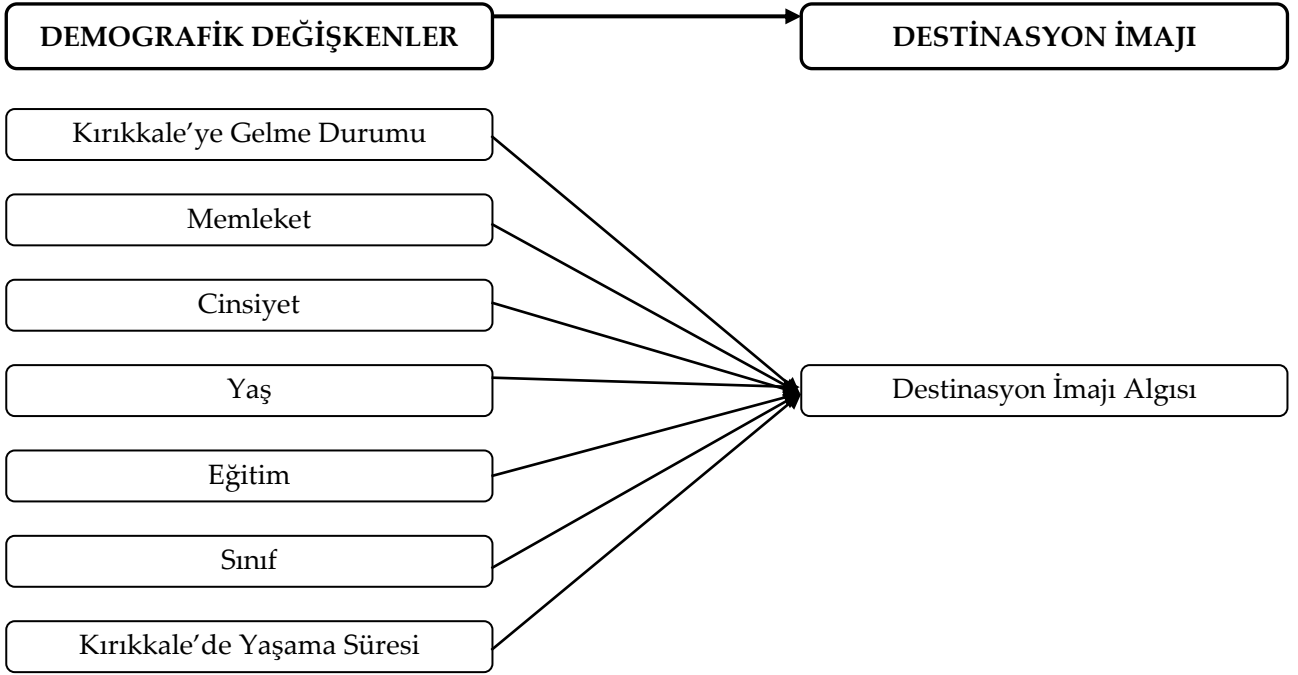 DEMOGRAFİK DEĞİŞKENLER
DESTİNASYON İMAJI
Kırıkkale’ye Gelme Durumu
Memleket
Cinsiyet
Yaş
Destinasyon İmajı Algısı
Eğitim
Sınıf
Kırıkkale’de Yaşama Süresi